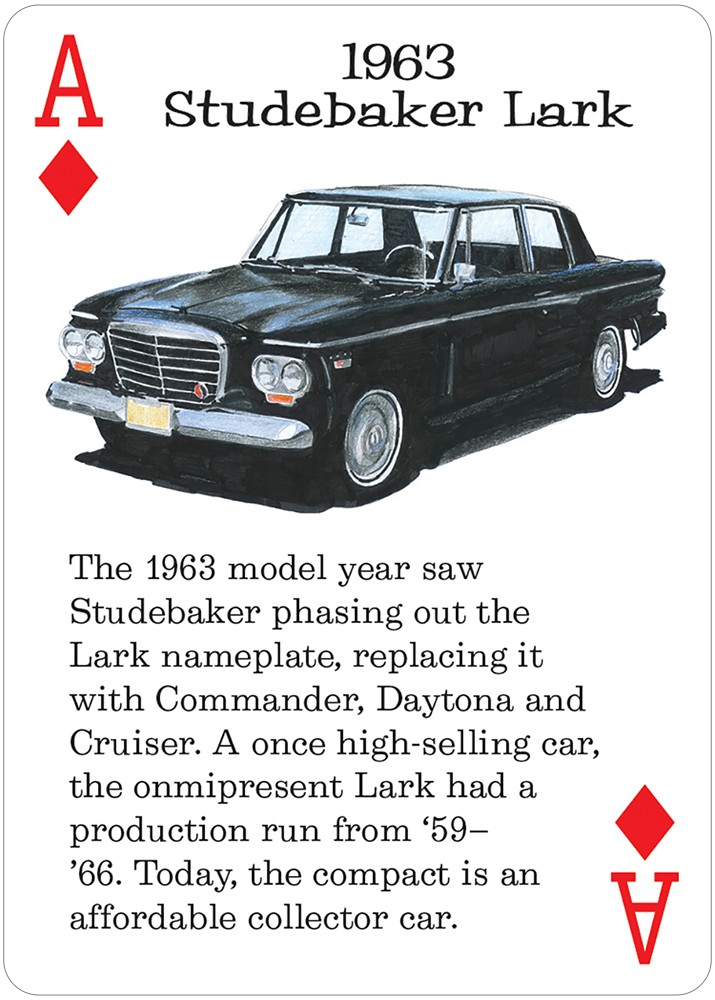 A
1963
Studebaker Lark
The 1963 model year saw
Studebaker phasing out the
Lark nameplate, replacing it
with Commander, Daytona and
Cruiser. A once high-selling car,
the onmipresent Lark had a
production run from ‘59–
’66. Today, the compact is an
affordable collector car.
A